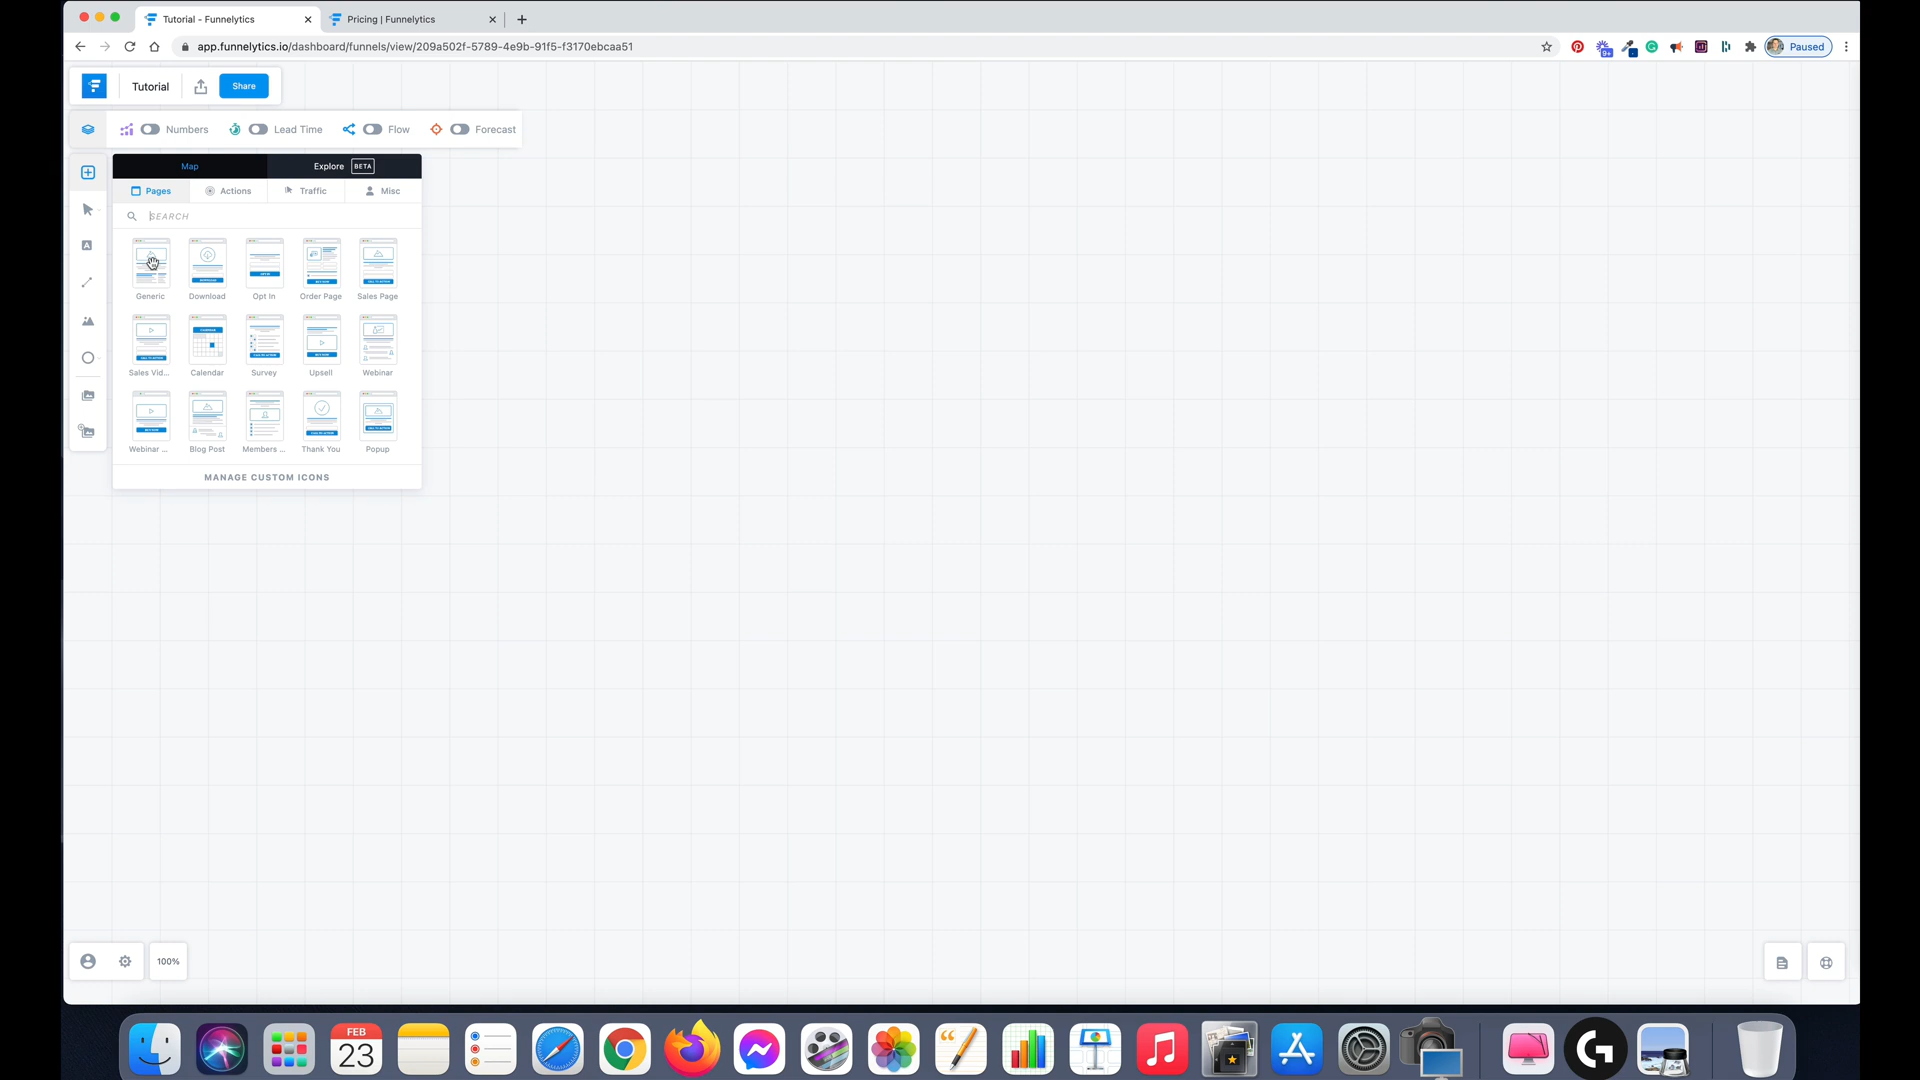 Tutorial - Funnelytics
Pricing | Funnelytics
app.funnelytics.io/dashboard/funnels/view/209a502f-5789-4e9b-91f5-f3170ebcaa51
Paused
Tutorial
Share
Numbers
Lead Time
Flow
Forecast
Map
Explore
BETA
Pages
Actions
Traffic
Misc
SEARCH
Generic
Download
Opt In
Order Page
Sales Page
Sales Vid...
Calendar
Survey
Upsell
Webinar
Webinar ...
Blog Post
Members ...
Thank You
Popup
MANAGE CUSTOM ICONS
100%
FEB
23